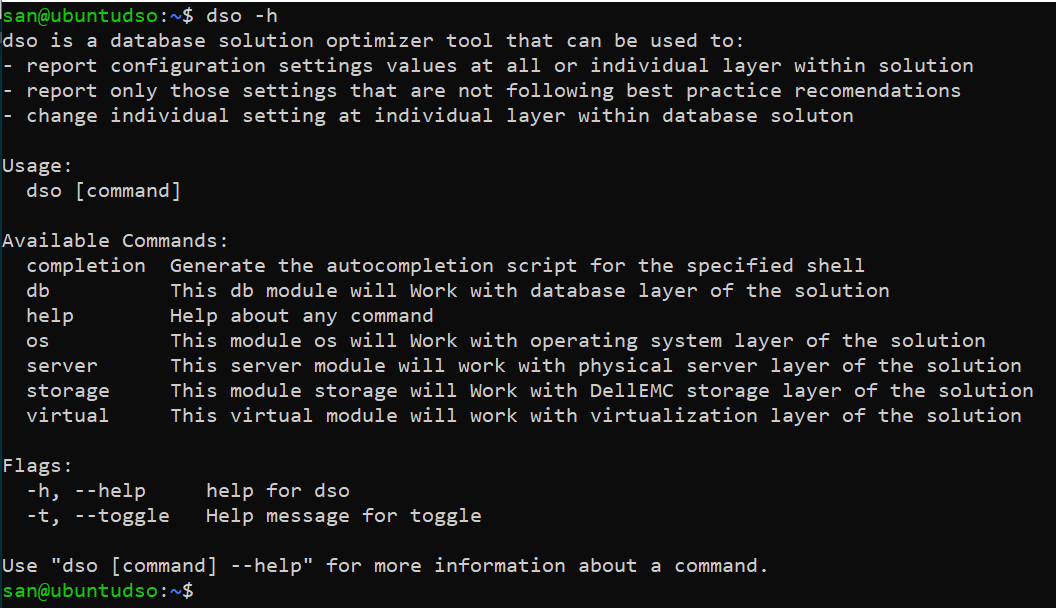 san@ubuntudso:~$ dso -h
dso is a database solution optimizer tool that can be used to:
- report configuration settings values at all or individual layer within solution
- report only those settings that are not following best practice recomendations
- change individual setting at individual layer within database soluton

Usage:
  dso [command]

Available Commands:
  completion  Generate the autocompletion script for the specified shell
  db          This db module will Work with database layer of the solution
  help        Help about any command
  os          This module os will Work with operating system layer of the solution
  server      This server module will work with physical server layer of the solution
  storage     This module storage will Work with DellEMC storage layer of the solution
  virtual     This virtual module will work with virtualization layer of the solution

Flags:
  -h, --help     help for dso
  -t, --toggle   Help message for toggle

Use "dso [command] --help" for more information about a command.
san@ubuntudso:~$